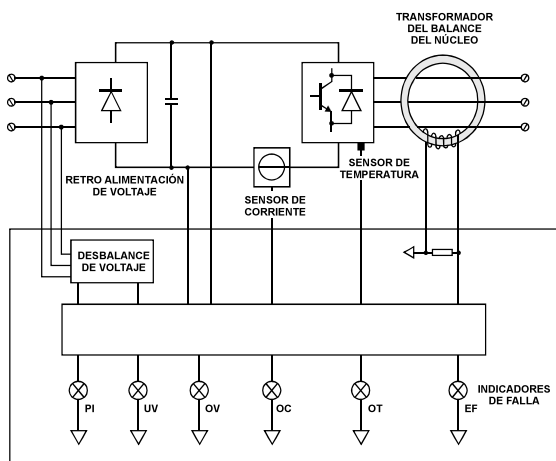 TRANSFORMADOR
DEL BALANCE
DEL NÚCLEO
RETRO ALIMENTACIÓN
DE VOLTAJE
SENSOR DE
CORRIENTE
SENSOR DE
TEMPERATURA
DESBALANCE
DE VOLTAJE
PI
UV
OV
OC
OT
EF
INDICADORES
DE FALLA